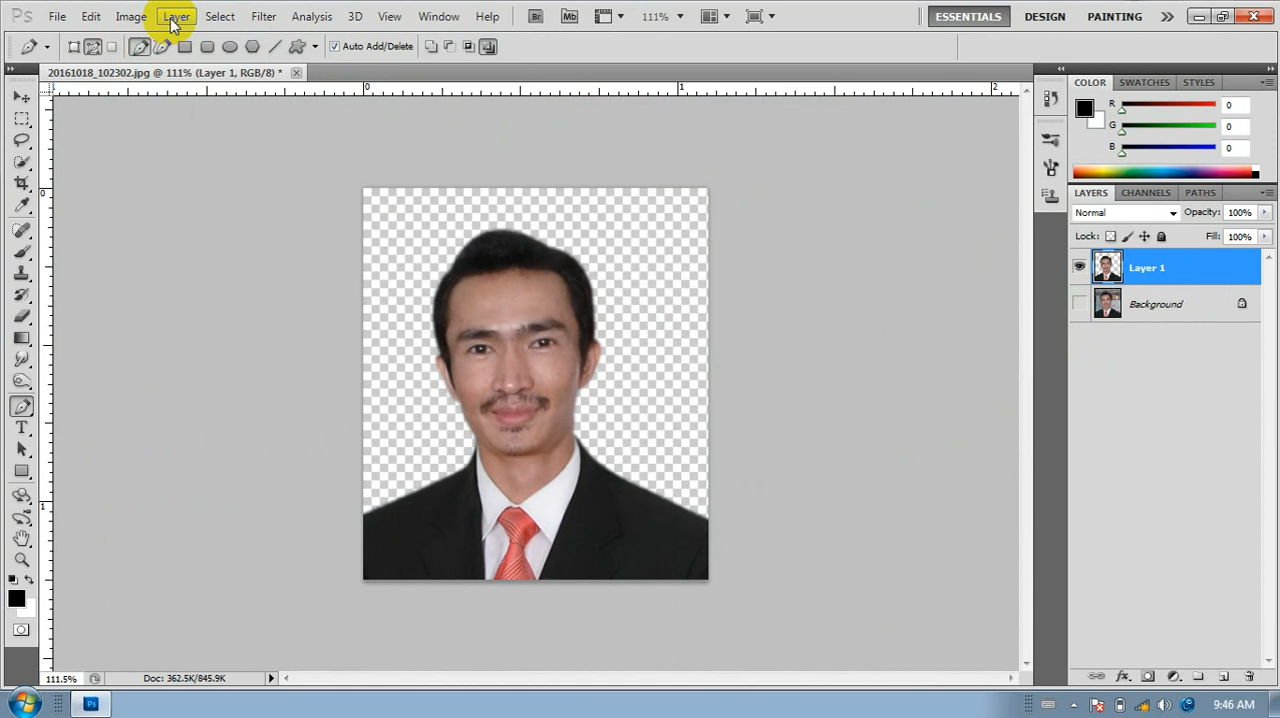 Ps File Edit Image Layer Select Filter Analysis 3D View Window Help Br Mb 111% ESSENTIALS DESIGN PAINTING
Auto Add/Delete
20161018_102302.jpg @ 111% (Layer 1, RGB/8) *
0 1 2
COLOR SWATCHES STYLES
R 0
G 0
B 0
LAYERS CHANNELS PATHS
Normal Opacity: 100%
Lock: Fill: 100%
Layer 1
Background
0
1
111.5% Doc: 362.5K/845.9K
Ps 9:46 AM